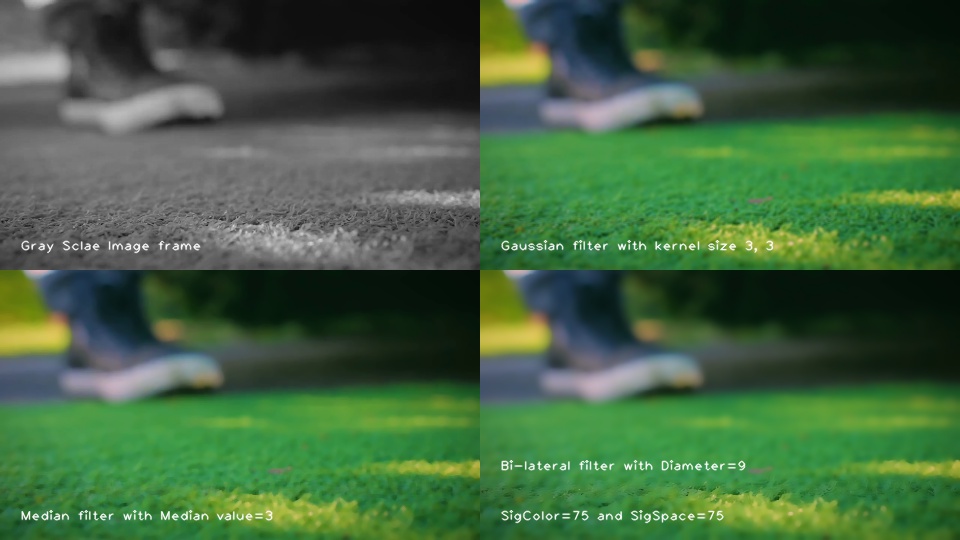 Gray Sclae Image frame
Gaussian filter with kernel size 3, 3
Median filter with Median value=3
Bi-lateral filter with Diameter=9
SigColor=75 and SigSpace=75